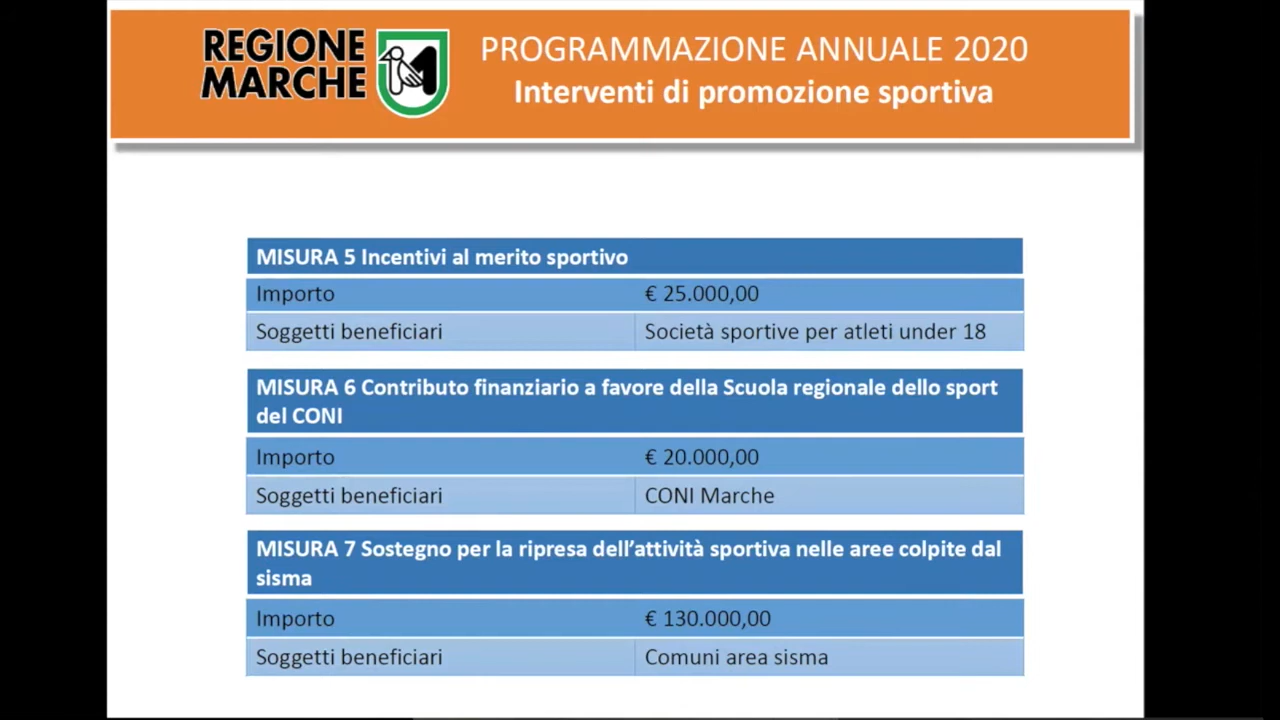 REGIONE
MARCHE
PROGRAMMAZIONE ANNUALE 2020
Interventi di promozione sportiva
MISURA 5 Incentivi al merito sportivo
Importo € 25.000,00
Soggetti beneficiari Società sportive per atleti under 18
MISURA 6 Contributo finanziario a favore della Scuola regionale dello sport
del CONI
Importo € 20.000,00
Soggetti beneficiari CONI Marche
MISURA 7 Sostegno per la ripresa dell’attività sportiva nelle aree colpite dal
sisma
Importo € 130.000,00
Soggetti beneficiari Comuni area sisma